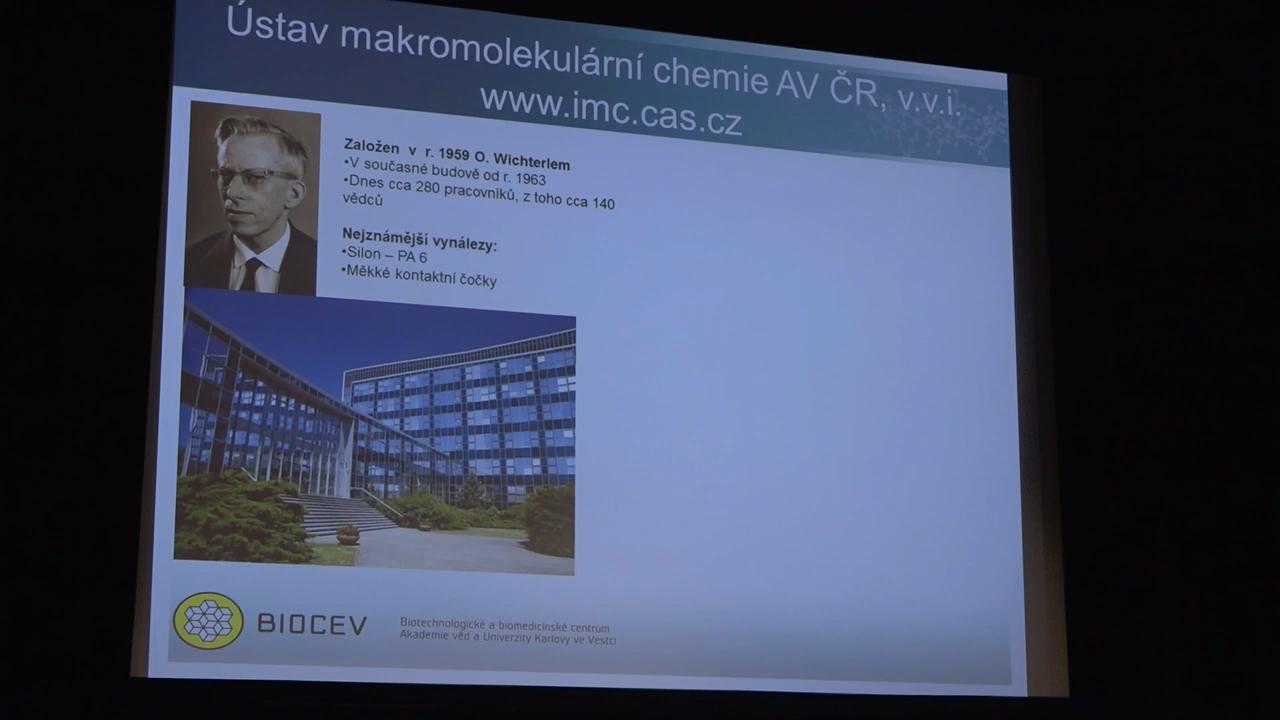 Ústav makromolekulární chemie AV ČR, v.v.i.
www.imc.cas.cz
Založen v r. 1959 O. Wichterlem
•V současné budově od r. 1963
•Dnes cca 280 pracovníků, z toho cca 140
vědců
Nejznámější vynálezy:
•Silon – PA 6
•Měkké kontaktní čočky
BIOCEV
Biotechnologické a biomedicínské centrum
Akademie věd a Univerzity Karlovy ve Vestci